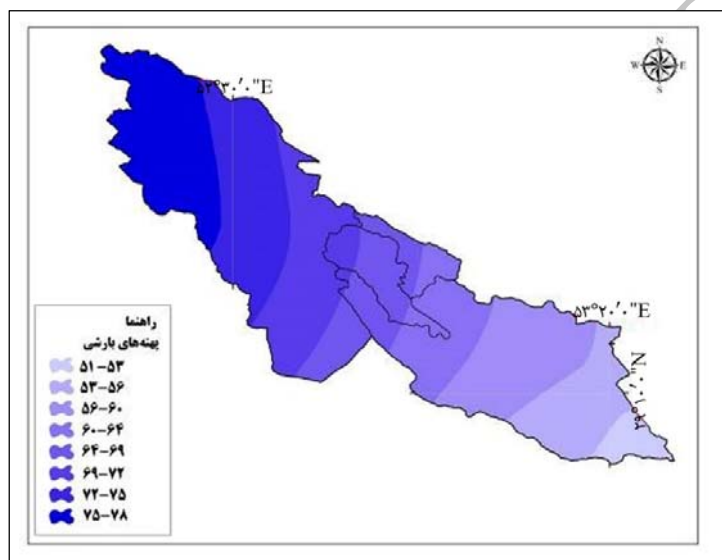 N
W E
S
۵۲°۳۰'۰"E
۵۳°۲۰'۰"E
۲۹°۱۰'۰"N
راهنما
پهنه‌های بارشی
۵۱-۵۳
۵۳-۵۶
۵۶-۶۰
۶۰-۶۴
۶۴-۶۹
۶۹-۷۲
۷۲-۷۵
۷۵-۷۸